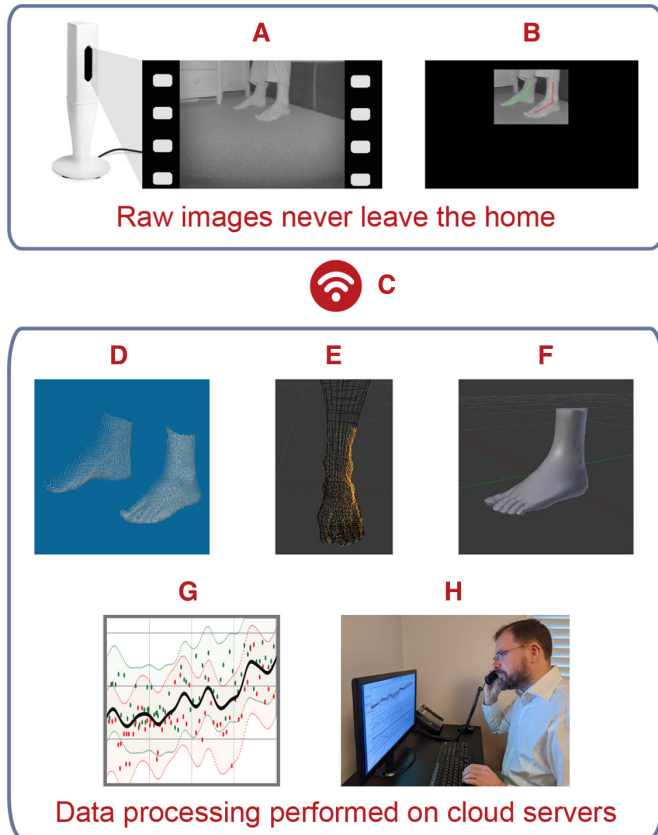 A
B
Raw images never leave the home
C
D
E
F
G
H
Data processing performed on cloud servers